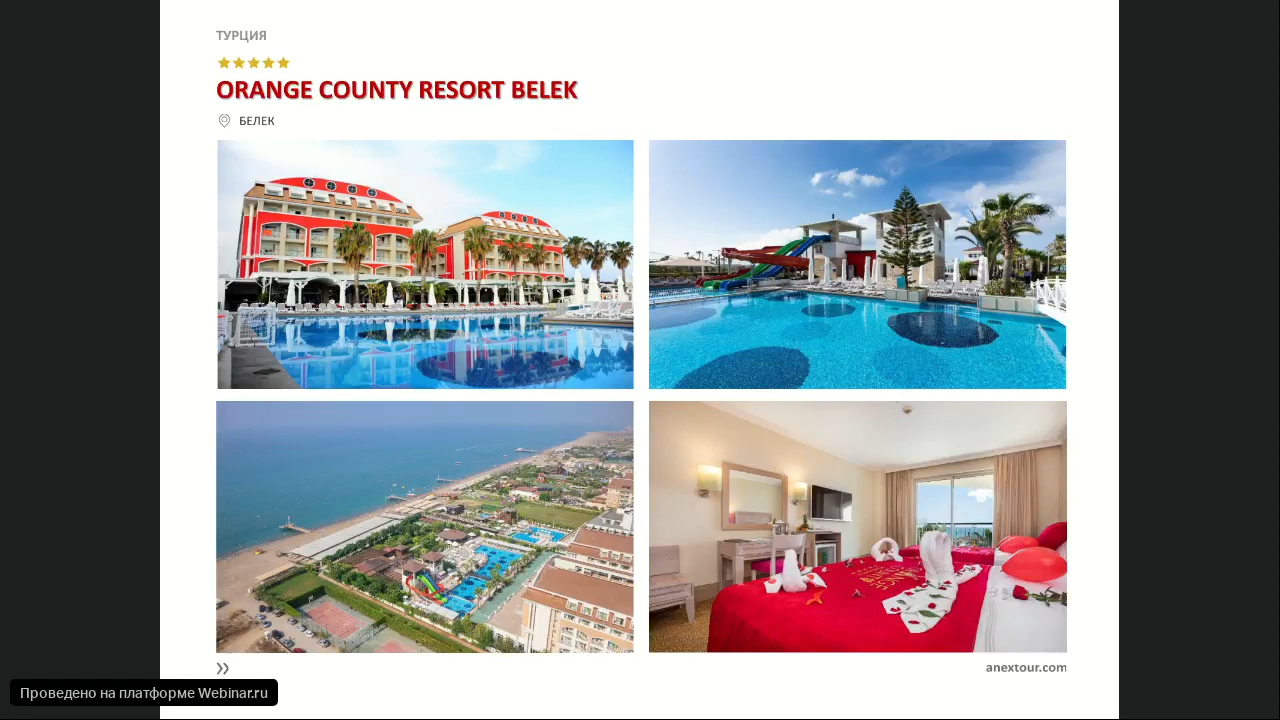 ТУРЦИЯ
ORANGE COUNTY RESORT BELEK
БЕЛЕК
anextour.com
Проведено на платформе Webinar.ru